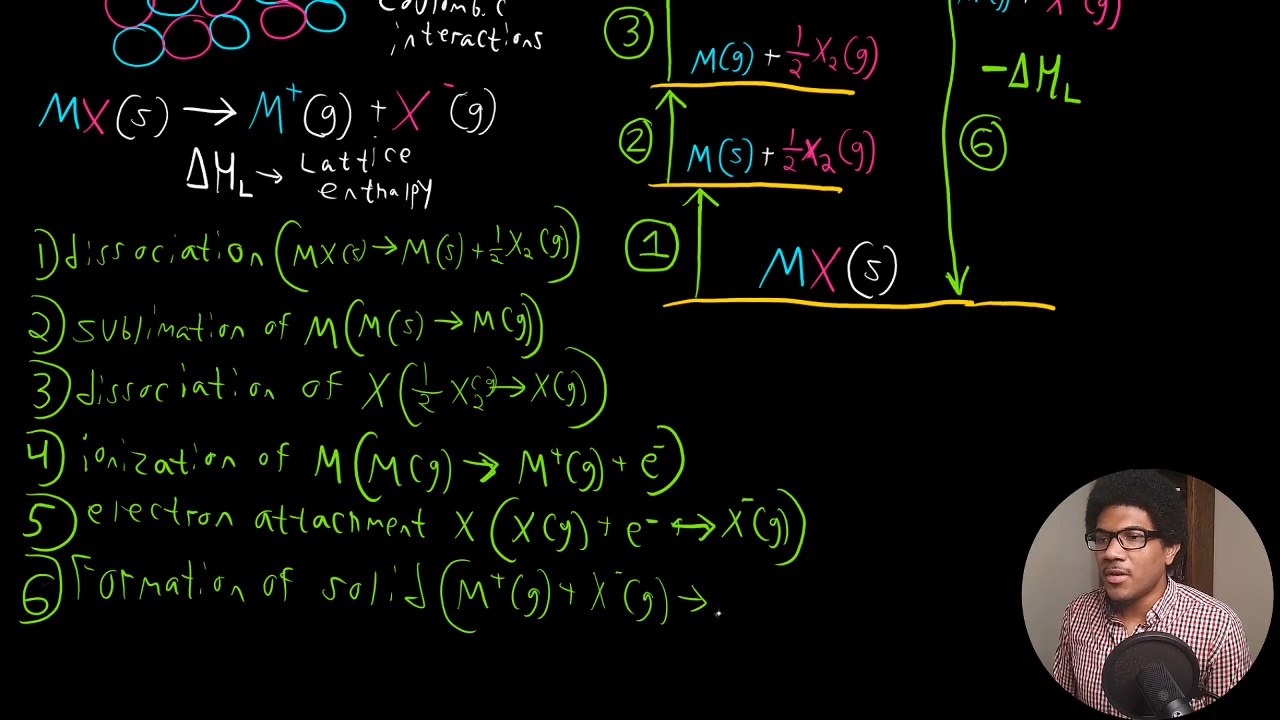 interactions
MX(s) → M⁺(g) + X⁻(g)
ΔH_L → Lattice
enthalpy
1) dissociation (MX(s) → M(s) + ½X₂(g))
2) sublimation of M (M(s) → M(g))
3) dissociation of X (½X₂(g) → X(g))
4) ionization of M (M(g) → M⁺(g) + e⁻)
5) electron attachment X (X(g) + e⁻ ↔ X⁻(g))
6) Formation of solid (M⁺(g) + X⁻(g) →
3
M(g) + ½X₂(g)
2
M(s) + ½X₂(g)
1
MX(s)
-ΔH_L
6